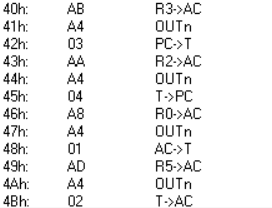 40h: AB R3->AC
41h: A4 OUTn
42h: 03 PC->T
43h: AA R2->AC
44h: A4 OUTn
45h: 04 T->PC
46h: A8 R0->AC
47h: A4 OUTn
48h: 01 AC->T
49h: AD R5->AC
4Ah: A4 OUTn
4Bh: 02 T->AC